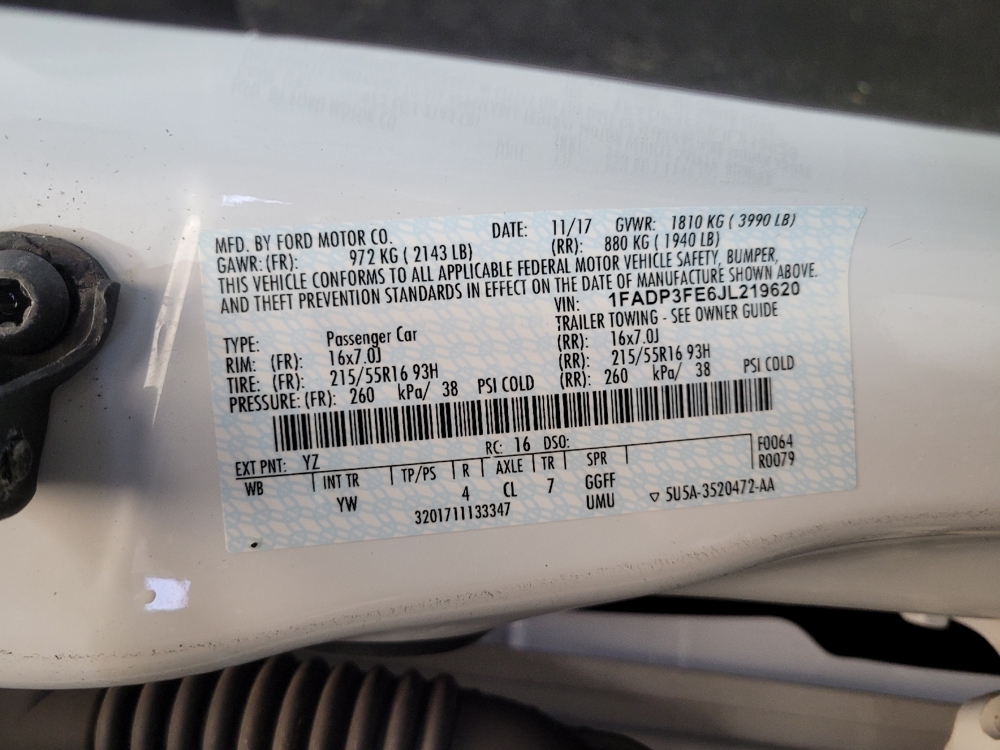 MFD. BY FORD MOTOR CO. DATE: 11/17 GVWR: 1810 KG ( 3990 LB)
GAWR: (FR): 972 KG ( 2143 LB) (RR): 880 KG ( 1940 LB)
THIS VEHICLE CONFORMS TO ALL APPLICABLE FEDERAL MOTOR VEHICLE SAFETY, BUMPER,
AND THEFT PREVENTION STANDARDS IN EFFECT ON THE DATE OF MANUFACTURE SHOWN ABOVE.
VIN: 1FADP3FE6JL219620
TYPE: Passenger Car TRAILER TOWING - SEE OWNER GUIDE
RIM: (FR): 16x7.0J (RR): 16x7.0J
TIRE: (FR): 215/55R16 93H (RR): 215/55R16 93H
PRESSURE: (FR): 260 kPa/ 38 PSI COLD (RR): 260 kPa/ 38 PSI COLD
EXT PNT: YZ RC: 16 DSO: F0064
WB INT TR TP/PS R AXLE TR SPR R0079
YW 4 CL 7 GGFF
3201711133347 UMU ▽ 5U5A-3520472-AA